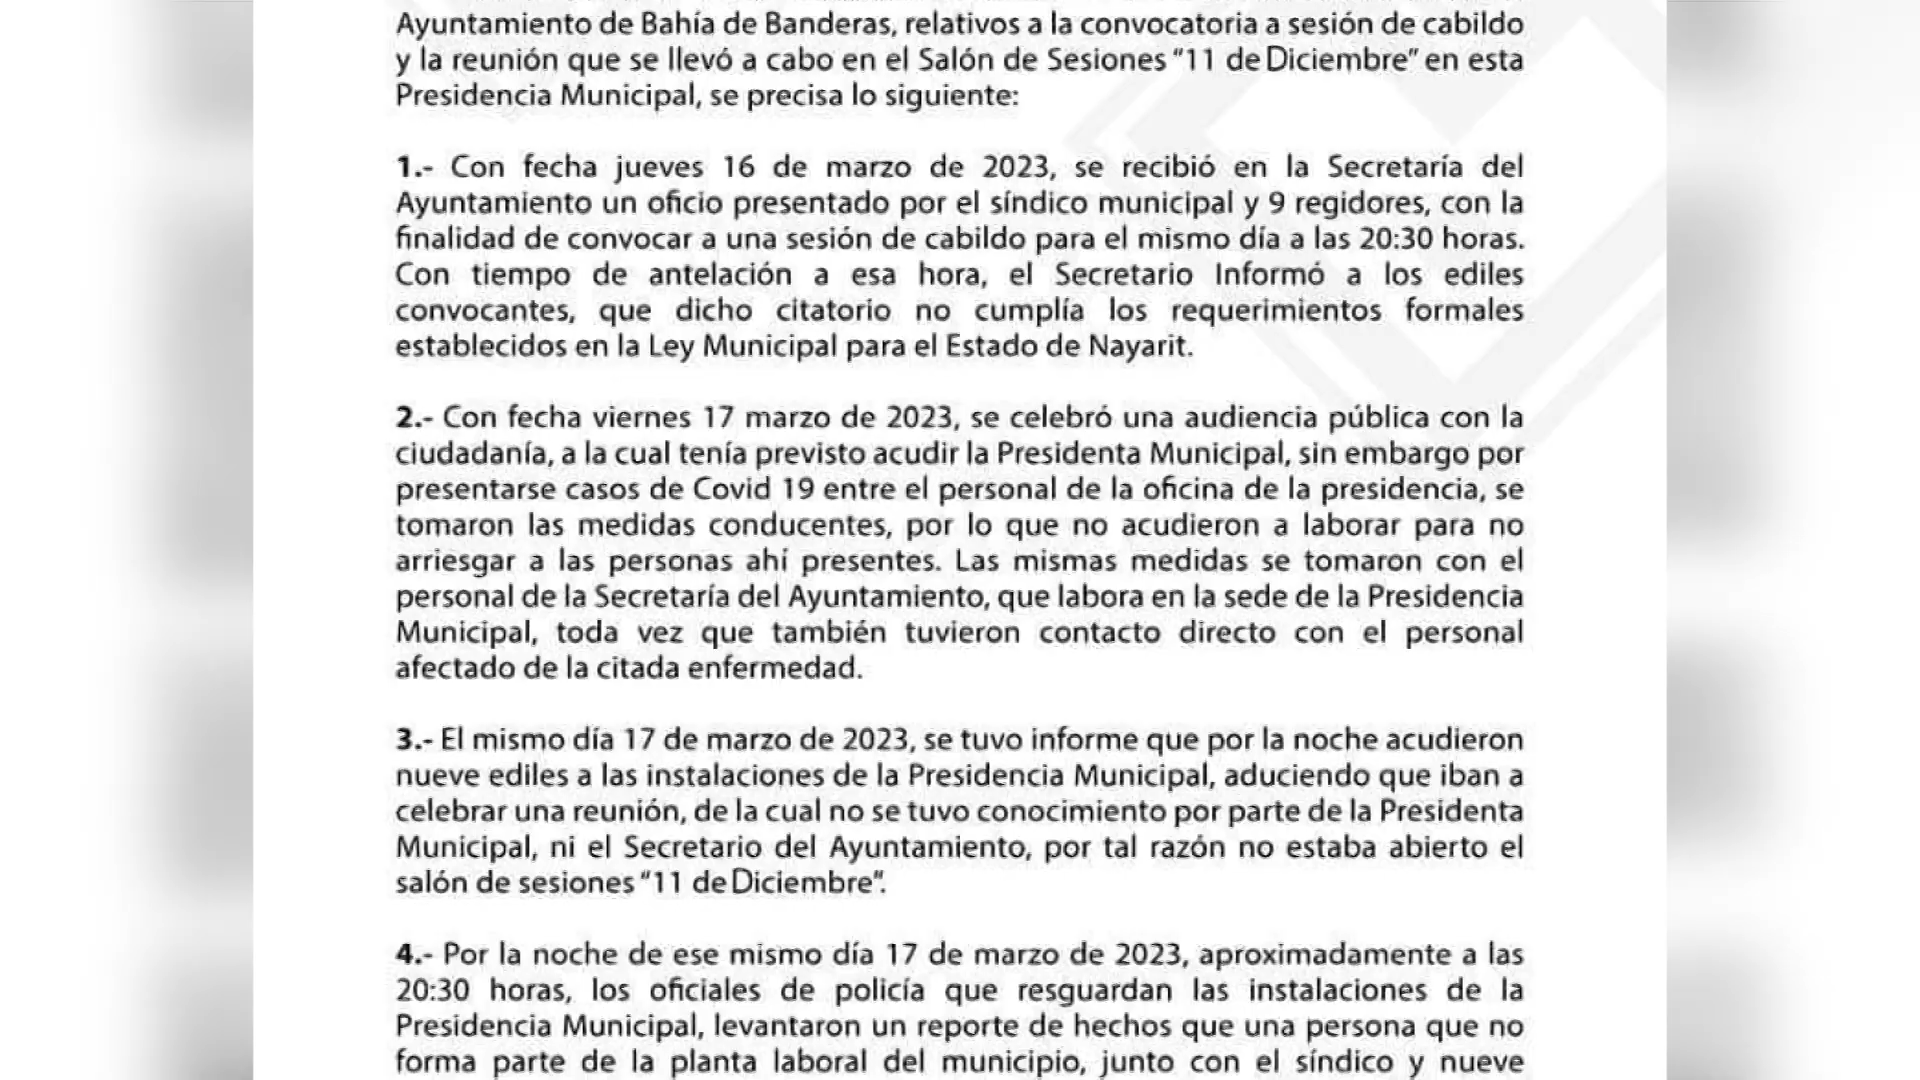 Ayuntamiento de Bahía de Banderas, relativos a la convocatoria a sesión de cabildo
y la reunión que se llevó a cabo en el Salón de Sesiones “11 de Diciembre” en esta
Presidencia Municipal, se precisa lo siguiente:
1.- Con fecha jueves 16 de marzo de 2023, se recibió en la Secretaría del
Ayuntamiento un oficio presentado por el síndico municipal y 9 regidores, con la
finalidad de convocar a una sesión de cabildo para el mismo día a las 20:30 horas.
Con tiempo de antelación a esa hora, el Secretario Informó a los ediles
convocantes, que dicho citatorio no cumplía los requerimientos formales
establecidos en la Ley Municipal para el Estado de Nayarit.
2.- Con fecha viernes 17 marzo de 2023, se celebró una audiencia pública con la
ciudadanía, a la cual tenía previsto acudir la Presidenta Municipal, sin embargo por
presentarse casos de Covid 19 entre el personal de la oficina de la presidencia, se
tomaron las medidas conducentes, por lo que no acudieron a laborar para no
arriesgar a las personas ahí presentes. Las mismas medidas se tomaron con el
personal de la Secretaría del Ayuntamiento, que labora en la sede de la Presidencia
Municipal, toda vez que también tuvieron contacto directo con el personal
afectado de la citada enfermedad.
3.- El mismo día 17 de marzo de 2023, se tuvo informe que por la noche acudieron
nueve ediles a las instalaciones de la Presidencia Municipal, aduciendo que iban a
celebrar una reunión, de la cual no se tuvo conocimiento por parte de la Presidenta
Municipal, ni el Secretario del Ayuntamiento, por tal razón no estaba abierto el
salón de sesiones “11 de Diciembre”.
4.- Por la noche de ese mismo día 17 de marzo de 2023, aproximadamente a las
20:30 horas, los oficiales de policía que resguardan las instalaciones de la
Presidencia Municipal, levantaron un reporte de hechos que una persona que no
forma parte de la planta laboral del municipio, junto con el síndico y nueve